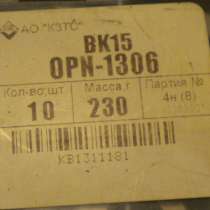 АО "КЗТС"
ВК15
OPN-1306
Кол-во,шт. Масса,г Партия №
10 230 4н (8)
КВ1311181